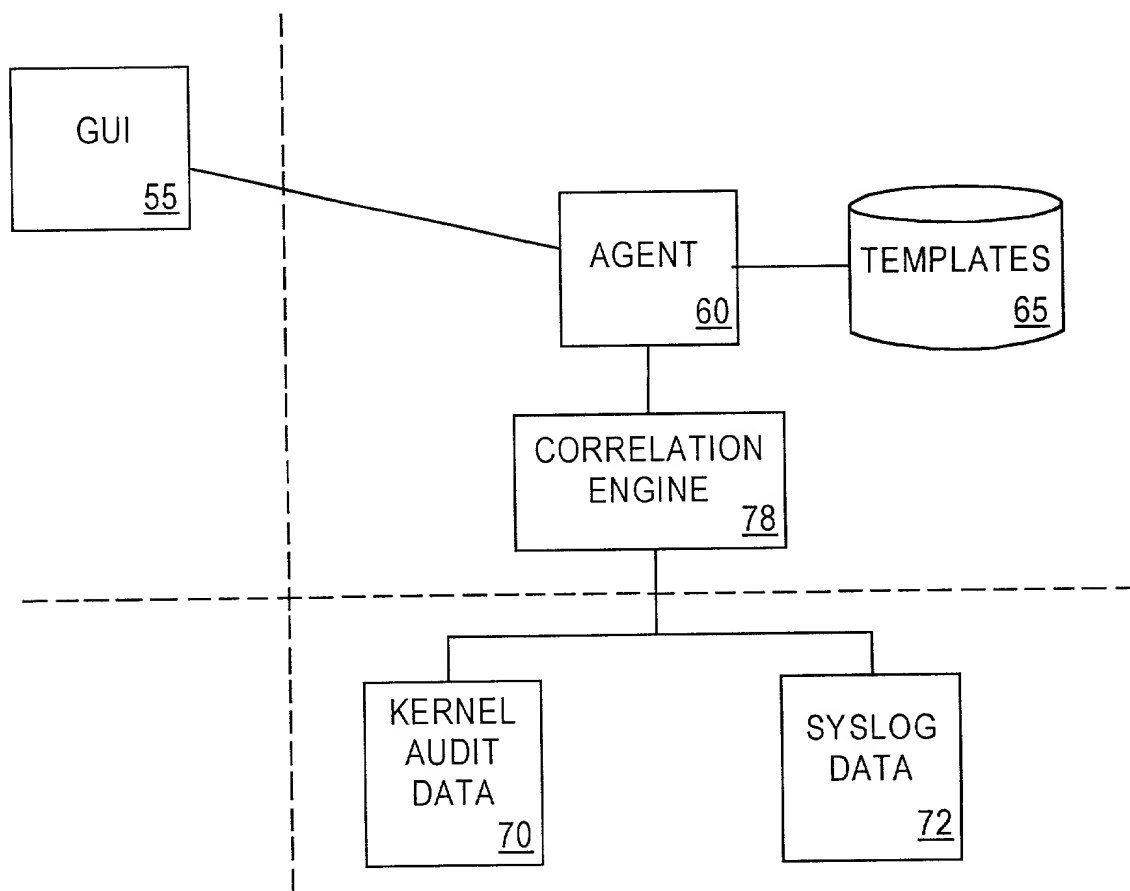 GUI
55
AGENT
60
TEMPLATES
65
CORRELATION
ENGINE
78
KERNEL
AUDIT
DATA
70
SYSLOG
DATA
72